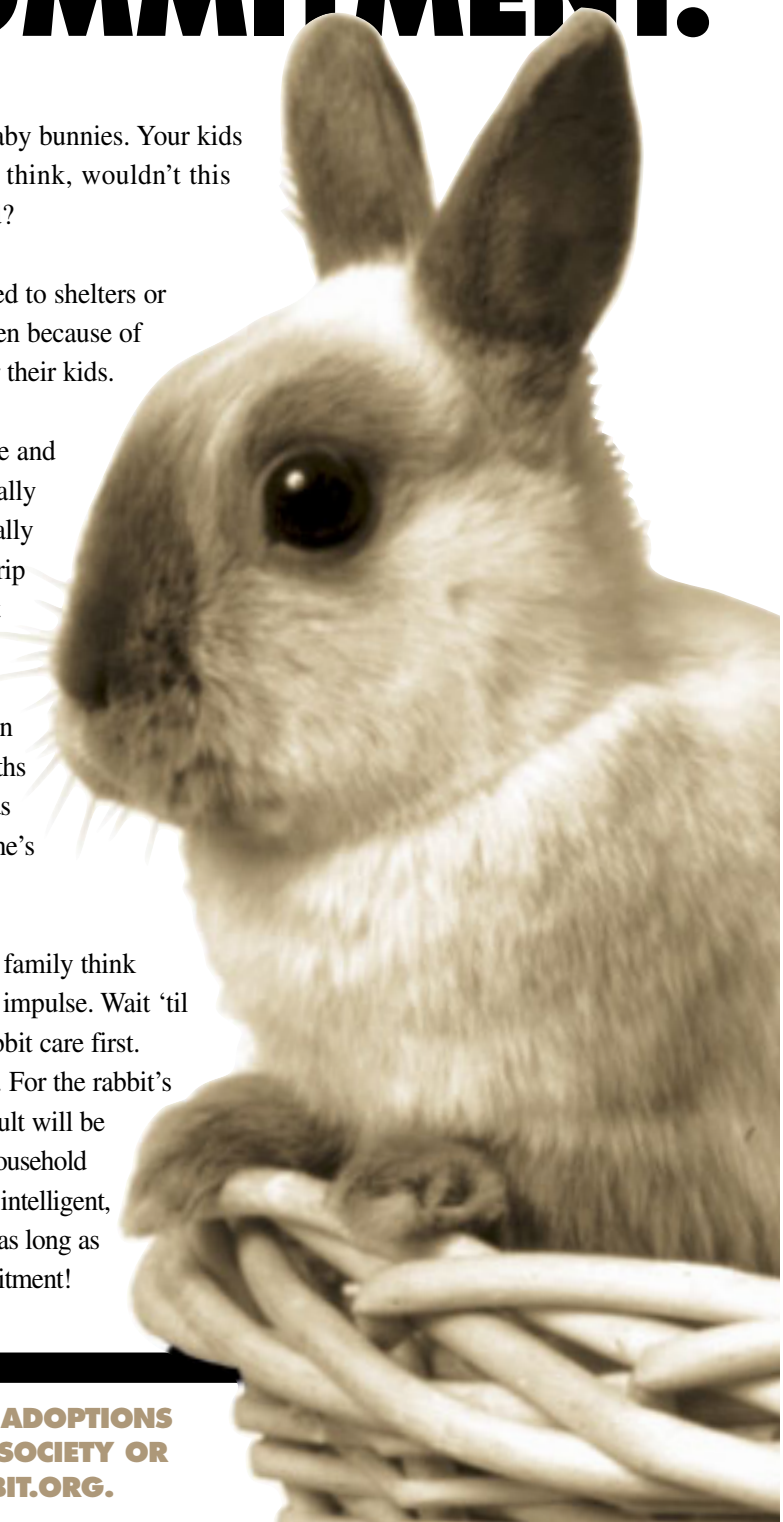 OMMITMENT.
aby bunnies. Your kids
think, wouldn’t this
?
ed to shelters or
en because of
their kids.
e and
ally
ally
rip
n
ths
s
ne’s
family think
impulse. Wait ‘til
bbit care first.
. For the rabbit’s
ult will be
ousehold
intelligent,
as long as
itment!
ADOPTIONS
SOCIETY OR
BIT.ORG.